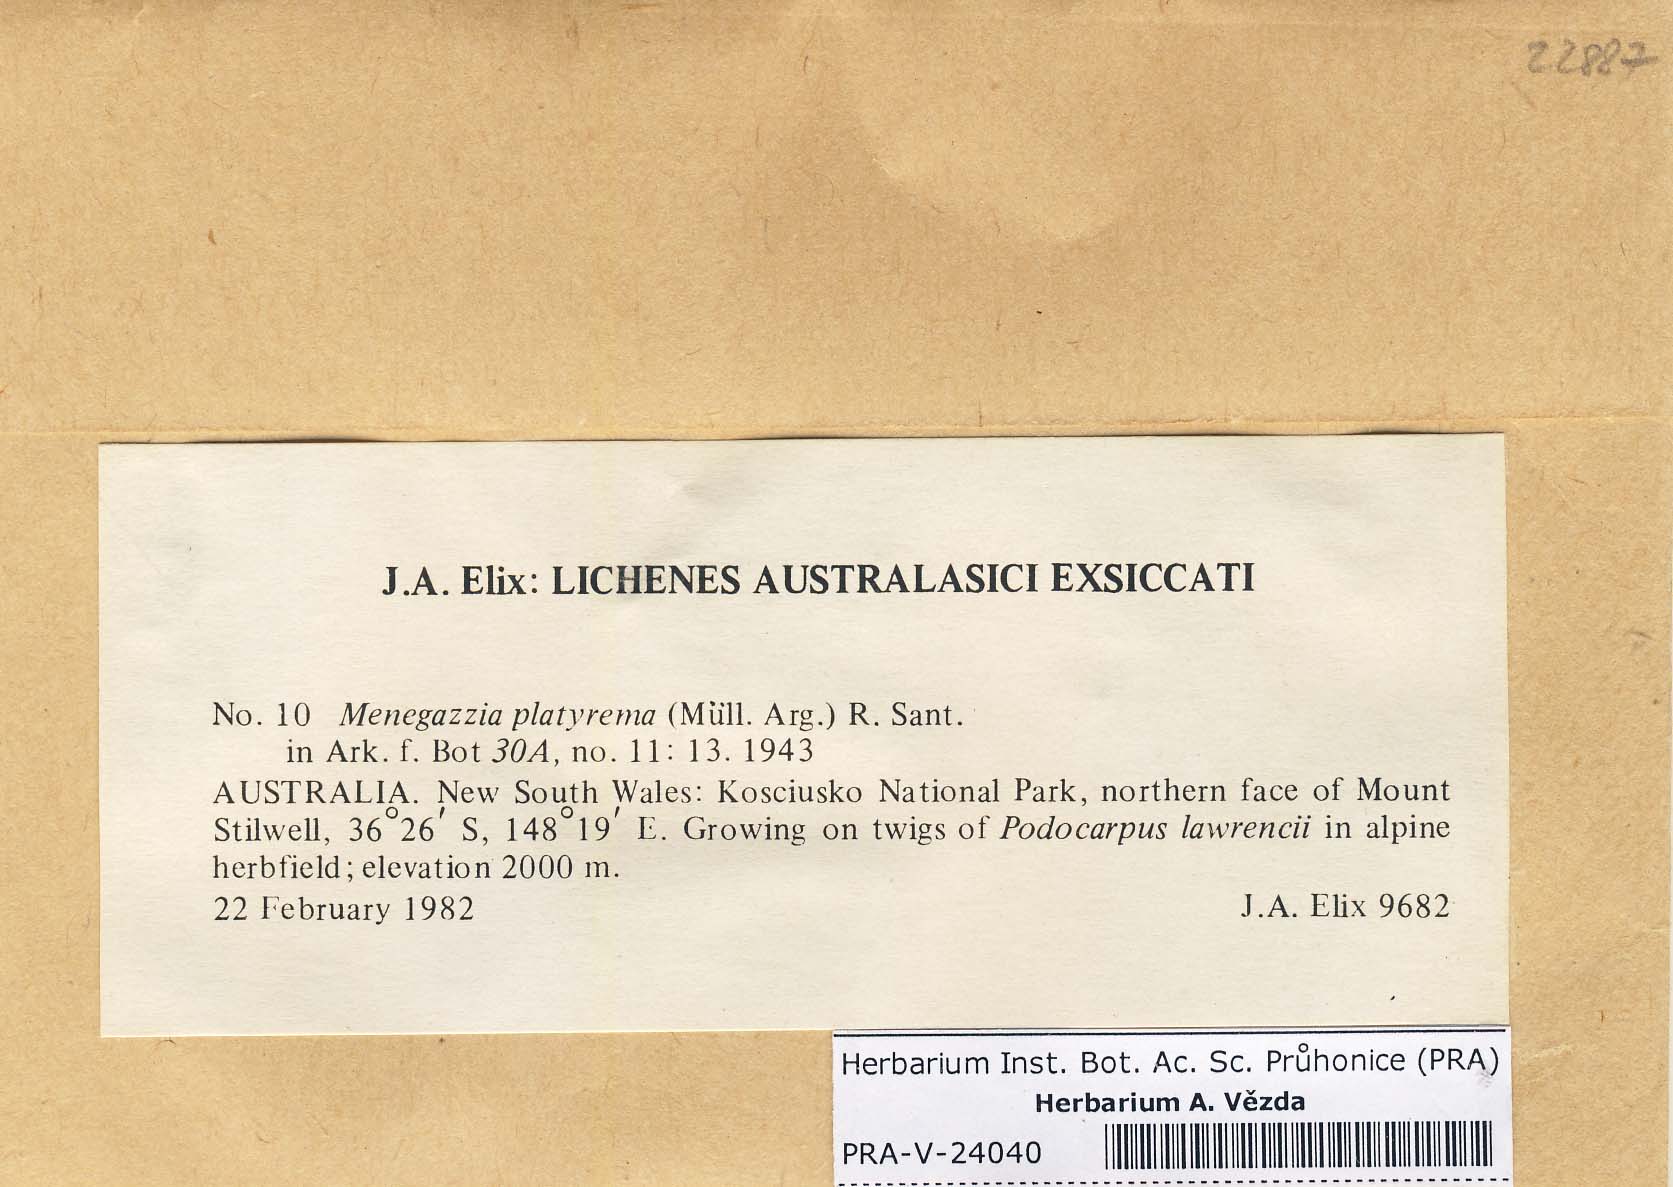 22887
J.A. Elix: LICHENES AUSTRALASICI EXSICCATI
No. 10 Menegazzia platyrema (Müll. Arg.) R. Sant.
in Ark. f. Bot 30A, no. 11: 13. 1943
AUSTRALIA. New South Wales: Kosciusko National Park, northern face of Mount
Stilwell, 36°26′ S, 148°19′ E. Growing on twigs of Podocarpus lawrencii in alpine
herbfield; elevation 2000 m.
22 February 1982 J.A. Elix 9682
Herbarium Inst. Bot. Ac. Sc. Průhonice (PRA)
Herbarium A. Vězda
PRA-V-24040